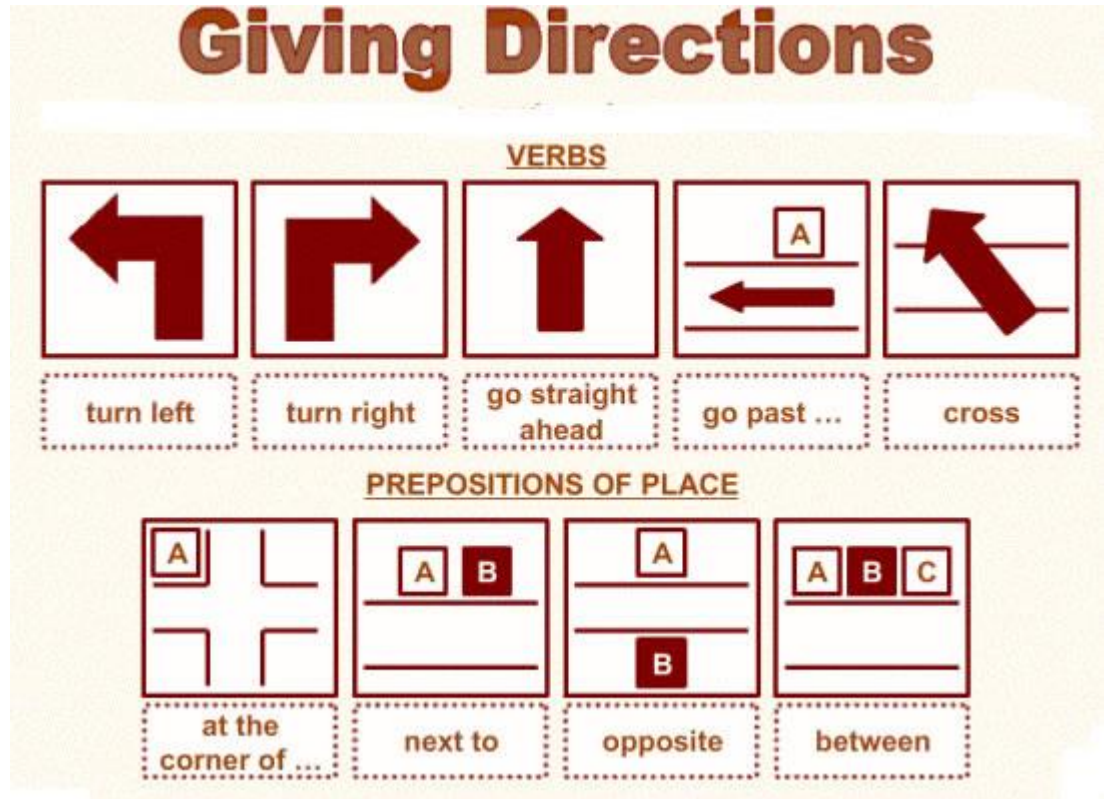 Giving Directions
VERBS
A
turn left
turn right
go straight
ahead
go past ...
cross
PREPOSITIONS OF PLACE
A
A B
A
B
A B C
at the
corner of ...
next to
opposite
between